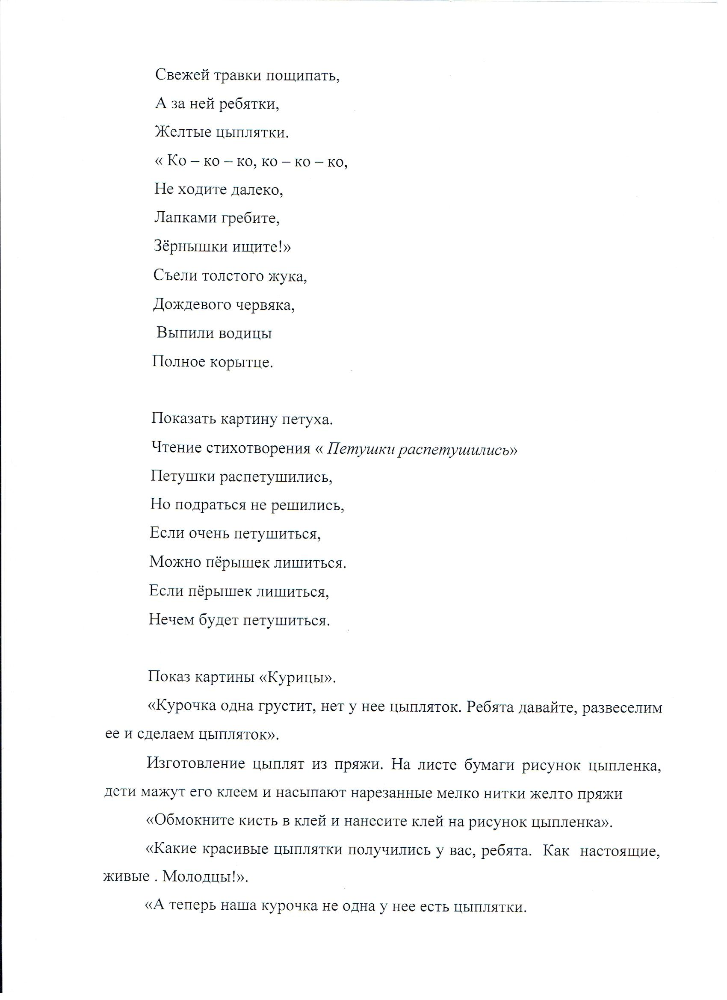 Свежей травки пощипать,
А за ней ребятки,
Желтые цыплятки.
« Ко – ко – ко, ко – ко – ко,
Не ходите далеко,
Лапками гребите,
Зёрнышки ищите!»
Съели толстого жука,
Дождевого червяка,
Выпили водицы
Полное корытце.
Показать картину петуха.
Чтение стихотворения « Петушки распетушились»
Петушки распетушились,
Но подраться не решились,
Если очень петушиться,
Можно пёрышек лишиться.
Если пёрышек лишиться,
Нечем будет петушиться.
Показ картины «Курицы».
«Курочка одна грустит, нет у нее цыпляток. Ребята давайте, развеселим
ее и сделаем цыпляток».
Изготовление цыплят из пряжи. На листе бумаги рисунок цыпленка,
дети мажут его клеем и насыпают нарезанные мелко нитки желто пряжи
«Обмокните кисть в клей и нанесите клей на рисунок цыпленка».
«Какие красивые цыплятки получились у вас, ребята.  Как  настоящие,
живые . Молодцы!».
«А теперь наша курочка не одна у нее есть цыплятки.